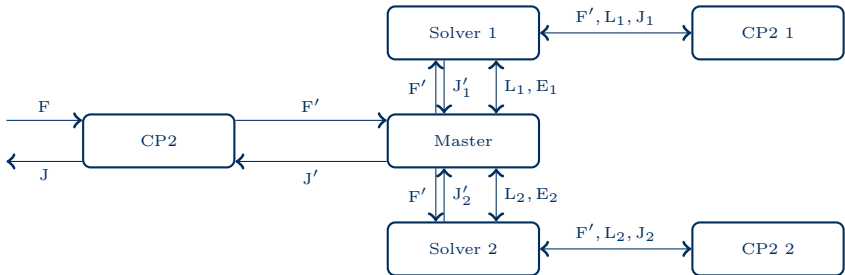 Solver 1
F′, L₁, J₁
CP2 1
F′
J′₁
L₁, E₁
F
CP2
F′
Master
J
J′
F′
J′₂
L₂, E₂
Solver 2
F′, L₂, J₂
CP2 2